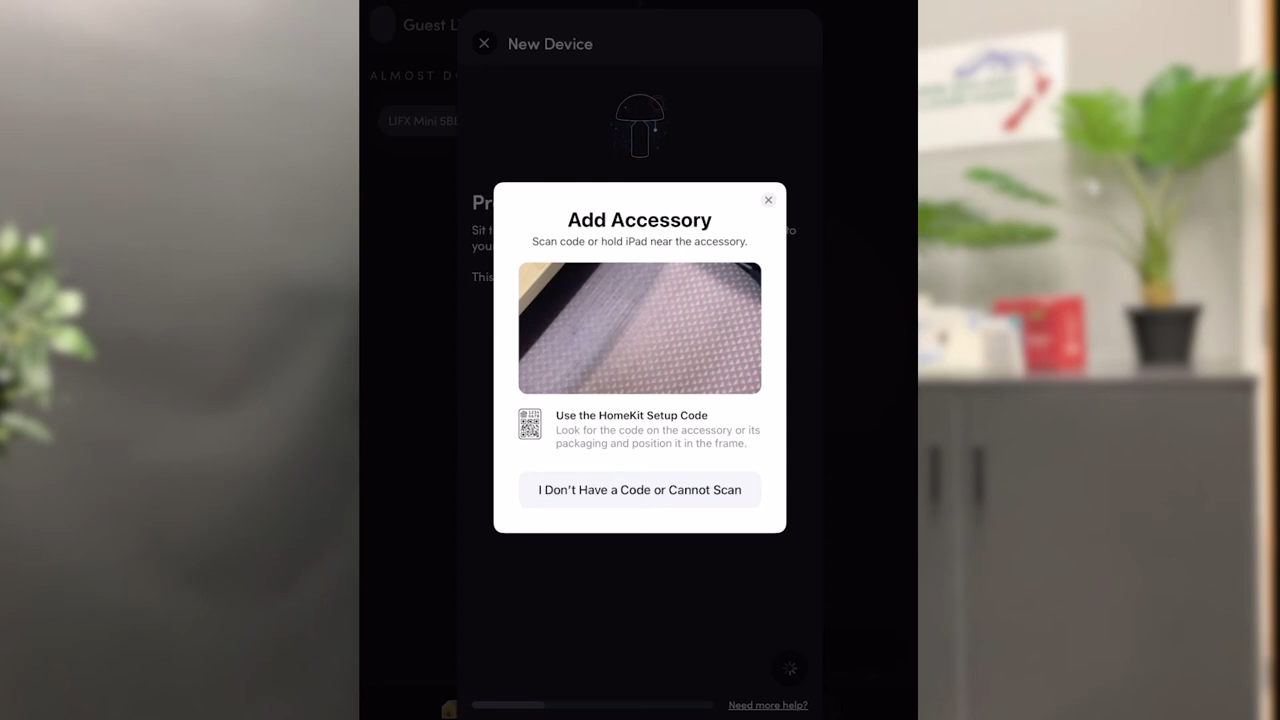 Guest L
New Device
ALMOST D
LIFX Mini 5B
Pr
Sit t
to
you
This
Add Accessory
Scan code or hold iPad near the accessory.
Use the HomeKit Setup Code
Look for the code on the accessory or its
packaging and position it in the frame.
I Don't Have a Code or Cannot Scan
Need more help?